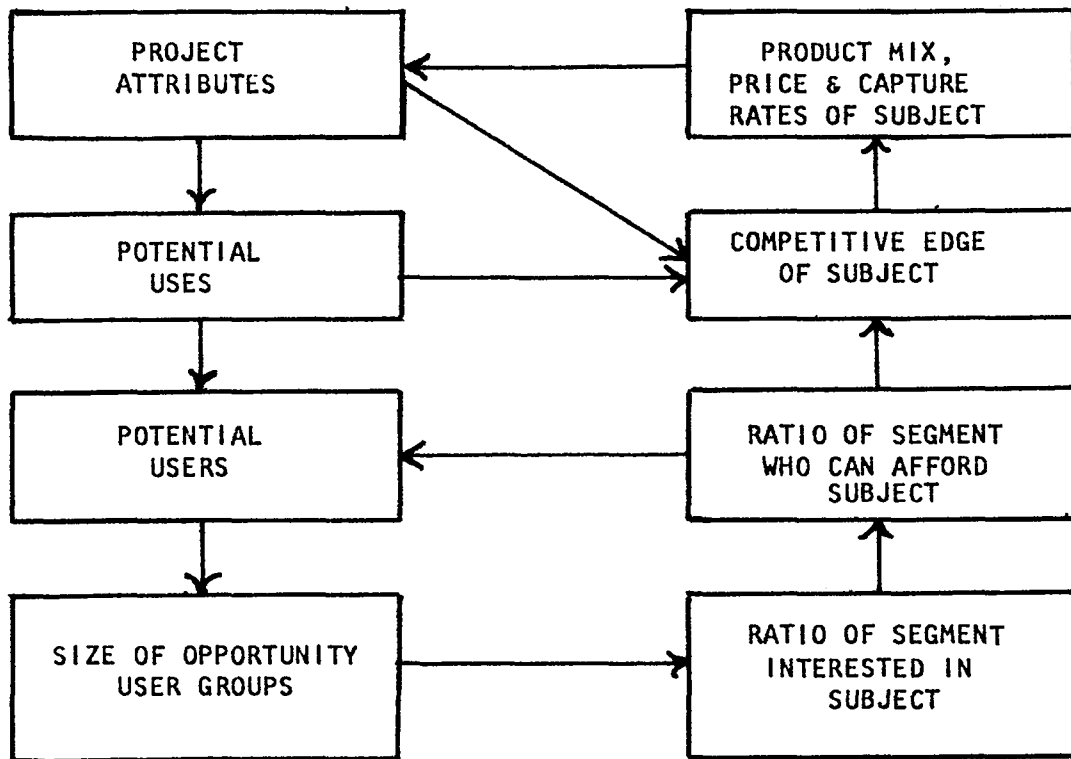 PROJECT
ATTRIBUTES
PRODUCT MIX,
PRICE & CAPTURE
RATES OF SUBJECT
POTENTIAL
USES
COMPETITIVE EDGE
OF SUBJECT
POTENTIAL
USERS
RATIO OF SEGMENT
WHO CAN AFFORD
SUBJECT
SIZE OF OPPORTUNITY
USER GROUPS
RATIO OF SEGMENT
INTERESTED IN
SUBJECT